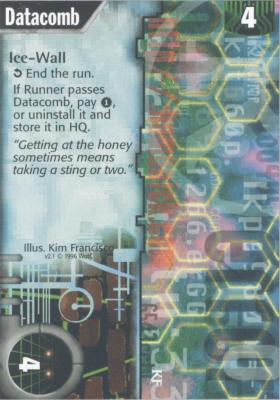 Datacomb
4
Ice-Wall
End the run.
If Runner passes
Datacomb, pay 1,
or uninstall it and
store it in HQ.
"Getting at the honey
sometimes means
taking a sting or two."
Illus. Kim Francisco
v2.1 © 1996 WotC
4
KF